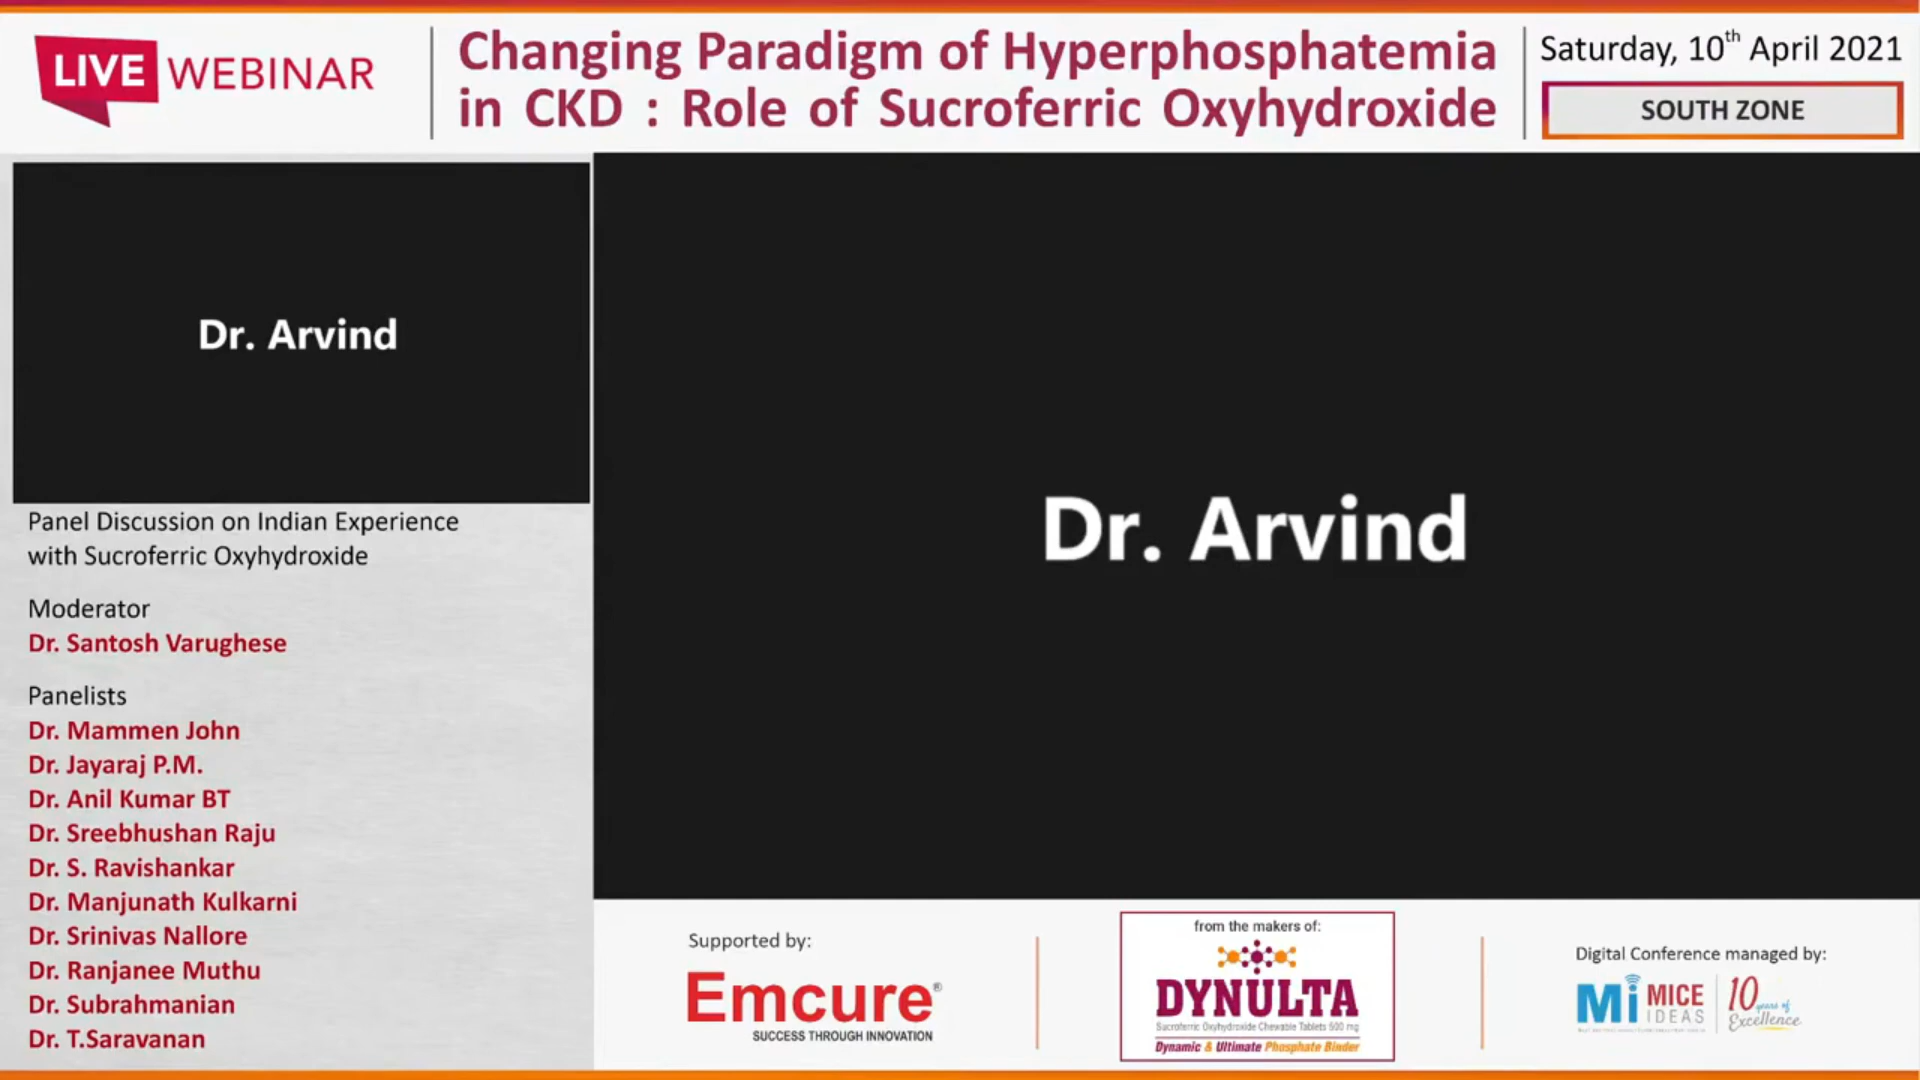 LIVE WEBINAR
Changing Paradigm of Hyperphosphatemia
in CKD : Role of Sucroferric Oxyhydroxide
Saturday, 10th April 2021
SOUTH ZONE
Dr. Arvind
Panel Discussion on Indian Experience
with Sucroferric Oxyhydroxide
Moderator
Dr. Santosh Varughese
Panelists
Dr. Mammen John
Dr. Jayaraj P.M.
Dr. Anil Kumar BT
Dr. Sreebhushan Raju
Dr. S. Ravishankar
Dr. Manjunath Kulkarni
Dr. Srinivas Nallore
Dr. Ranjanee Muthu
Dr. Subrahmanian
Dr. T.Saravanan
Dr. Arvind
Supported by:
Emcure®
SUCCESS THROUGH INNOVATION
from the makers of:
DYNULTA
Sucroferric Oxyhydroxide Chewable Tablets 500 mg
Dynamic & Ultimate Phosphate Binder
Digital Conference managed by:
Mi MICE
IDEAS
10 years of
Excellence